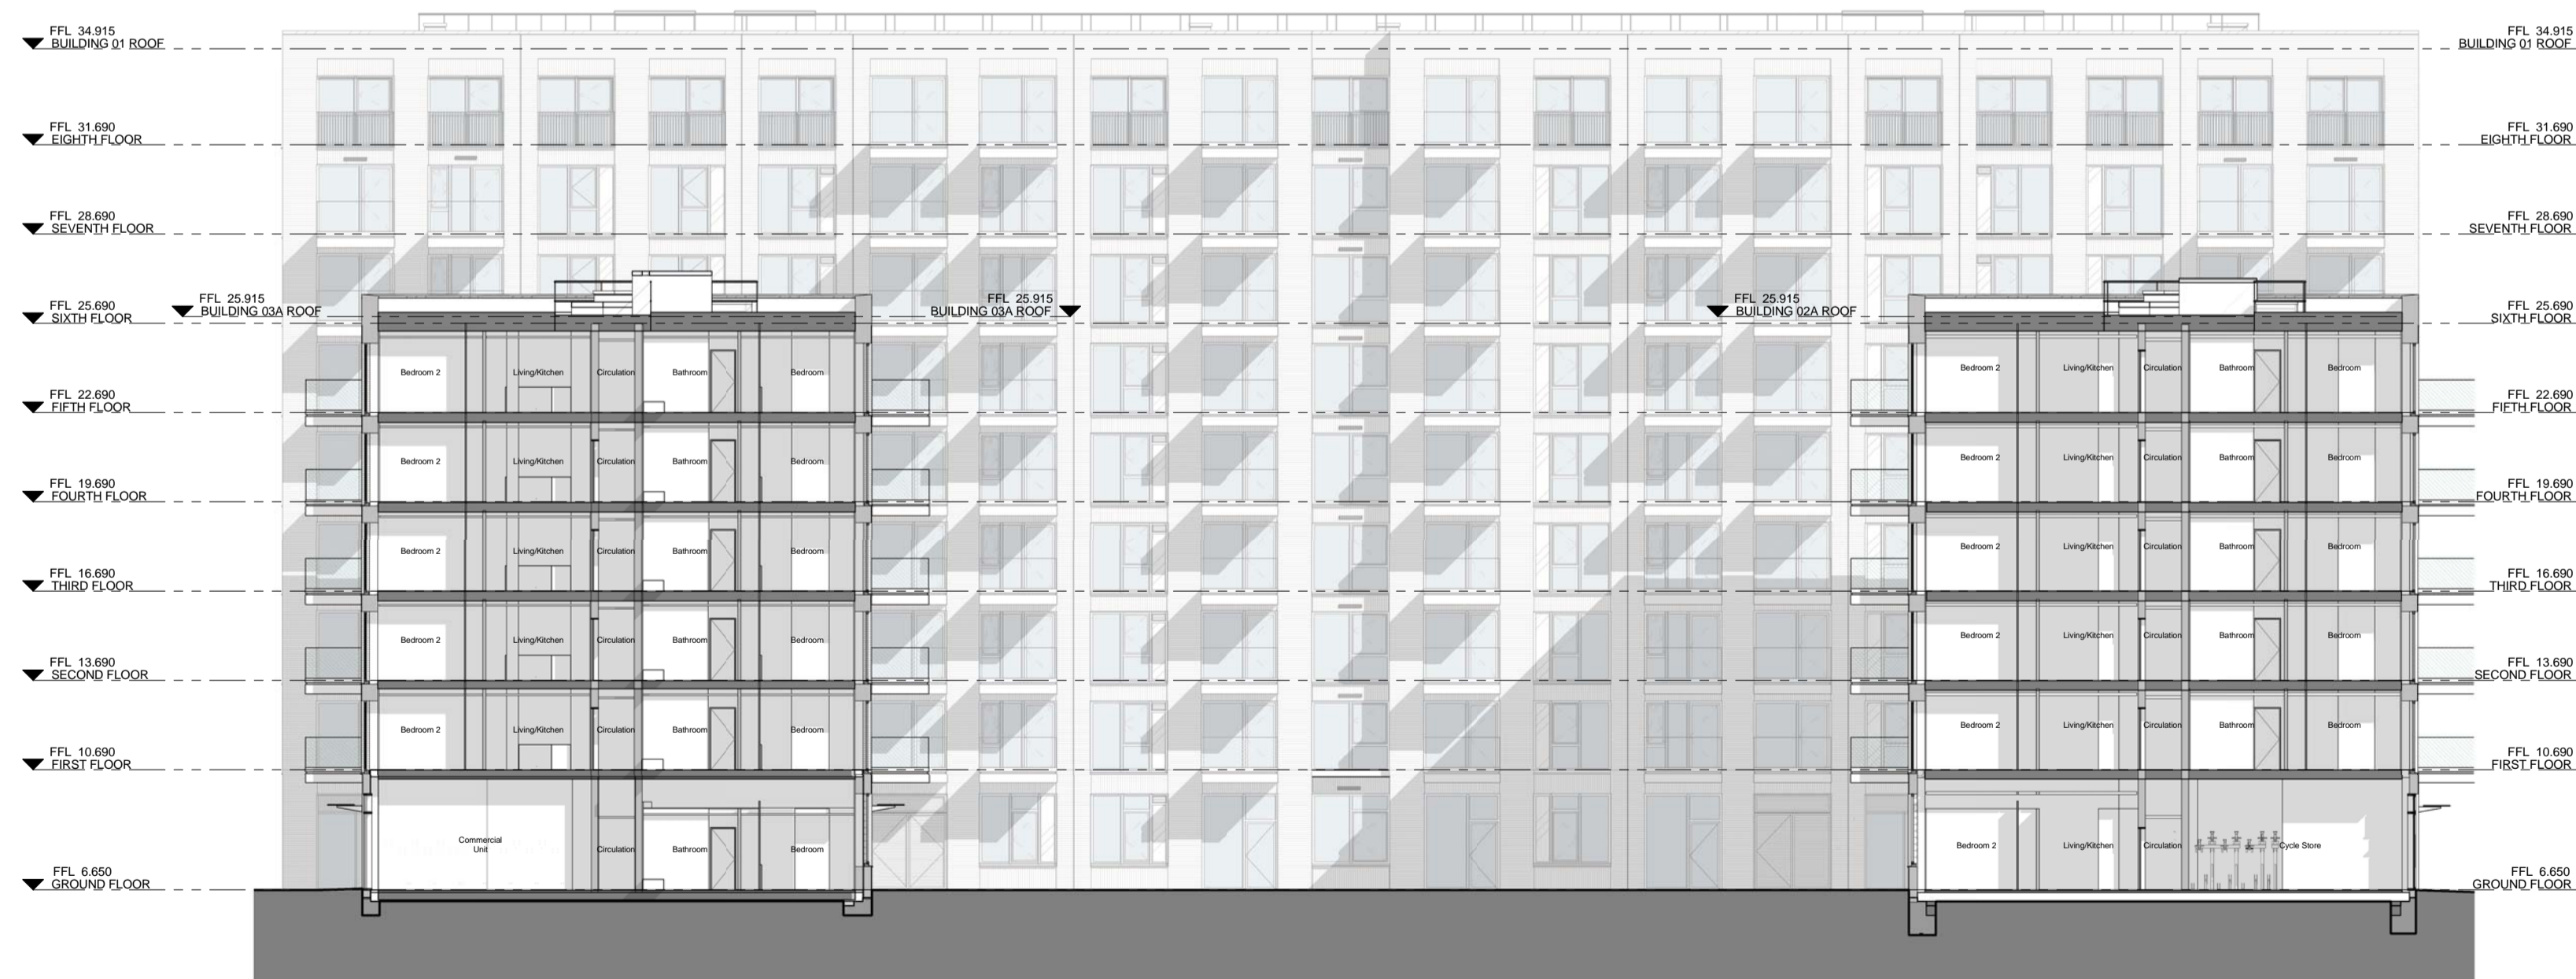 FFL 34.915
BUILDING 01 ROOF
FFL 34.915
BUILDING 01 ROOF
FFL 31.690
EIGHTH FLOOR
FFL 31.690
EIGHTH FLOOR
FFL 28.690
SEVENTH FLOOR
FFL 28.690
SEVENTH FLOOR
FFL 25.690
SIXTH FLOOR
FFL 25.915
BUILDING 03A ROOF
FFL 25.915
BUILDING 03A ROOF
FFL 25.915
BUILDING 02A ROOF
FFL 25.690
SIXTH FLOOR
Bedroom 2 Living/Kitchen Circulation Bathroom Bedroom
Bedroom 2 Living/Kitchen Circulation Bathroom Bedroom
FFL 22.690
FIFTH FLOOR
FFL 22.690
FIFTH FLOOR
Bedroom 2 Living/Kitchen Circulation Bathroom Bedroom
Bedroom 2 Living/Kitchen Circulation Bathroom Bedroom
FFL 19.690
FOURTH FLOOR
FFL 19.690
FOURTH FLOOR
Bedroom 2 Living/Kitchen Circulation Bathroom Bedroom
Bedroom 2 Living/Kitchen Circulation Bathroom Bedroom
FFL 16.690
THIRD FLOOR
FFL 16.690
THIRD FLOOR
Bedroom 2 Living/Kitchen Circulation Bathroom Bedroom
Bedroom 2 Living/Kitchen Circulation Bathroom Bedroom
FFL 13.690
SECOND FLOOR
FFL 13.690
SECOND FLOOR
Bedroom 2 Living/Kitchen Circulation Bathroom Bedroom
Bedroom 2 Living/Kitchen Circulation Bathroom Bedroom
FFL 10.690
FIRST FLOOR
FFL 10.690
FIRST FLOOR
Commercial
Unit
Circulation Bathroom Bedroom
Bedroom 2 Living/Kitchen Circulation Cycle Store
FFL 6.650
GROUND FLOOR
FFL 6.650
GROUND FLOOR